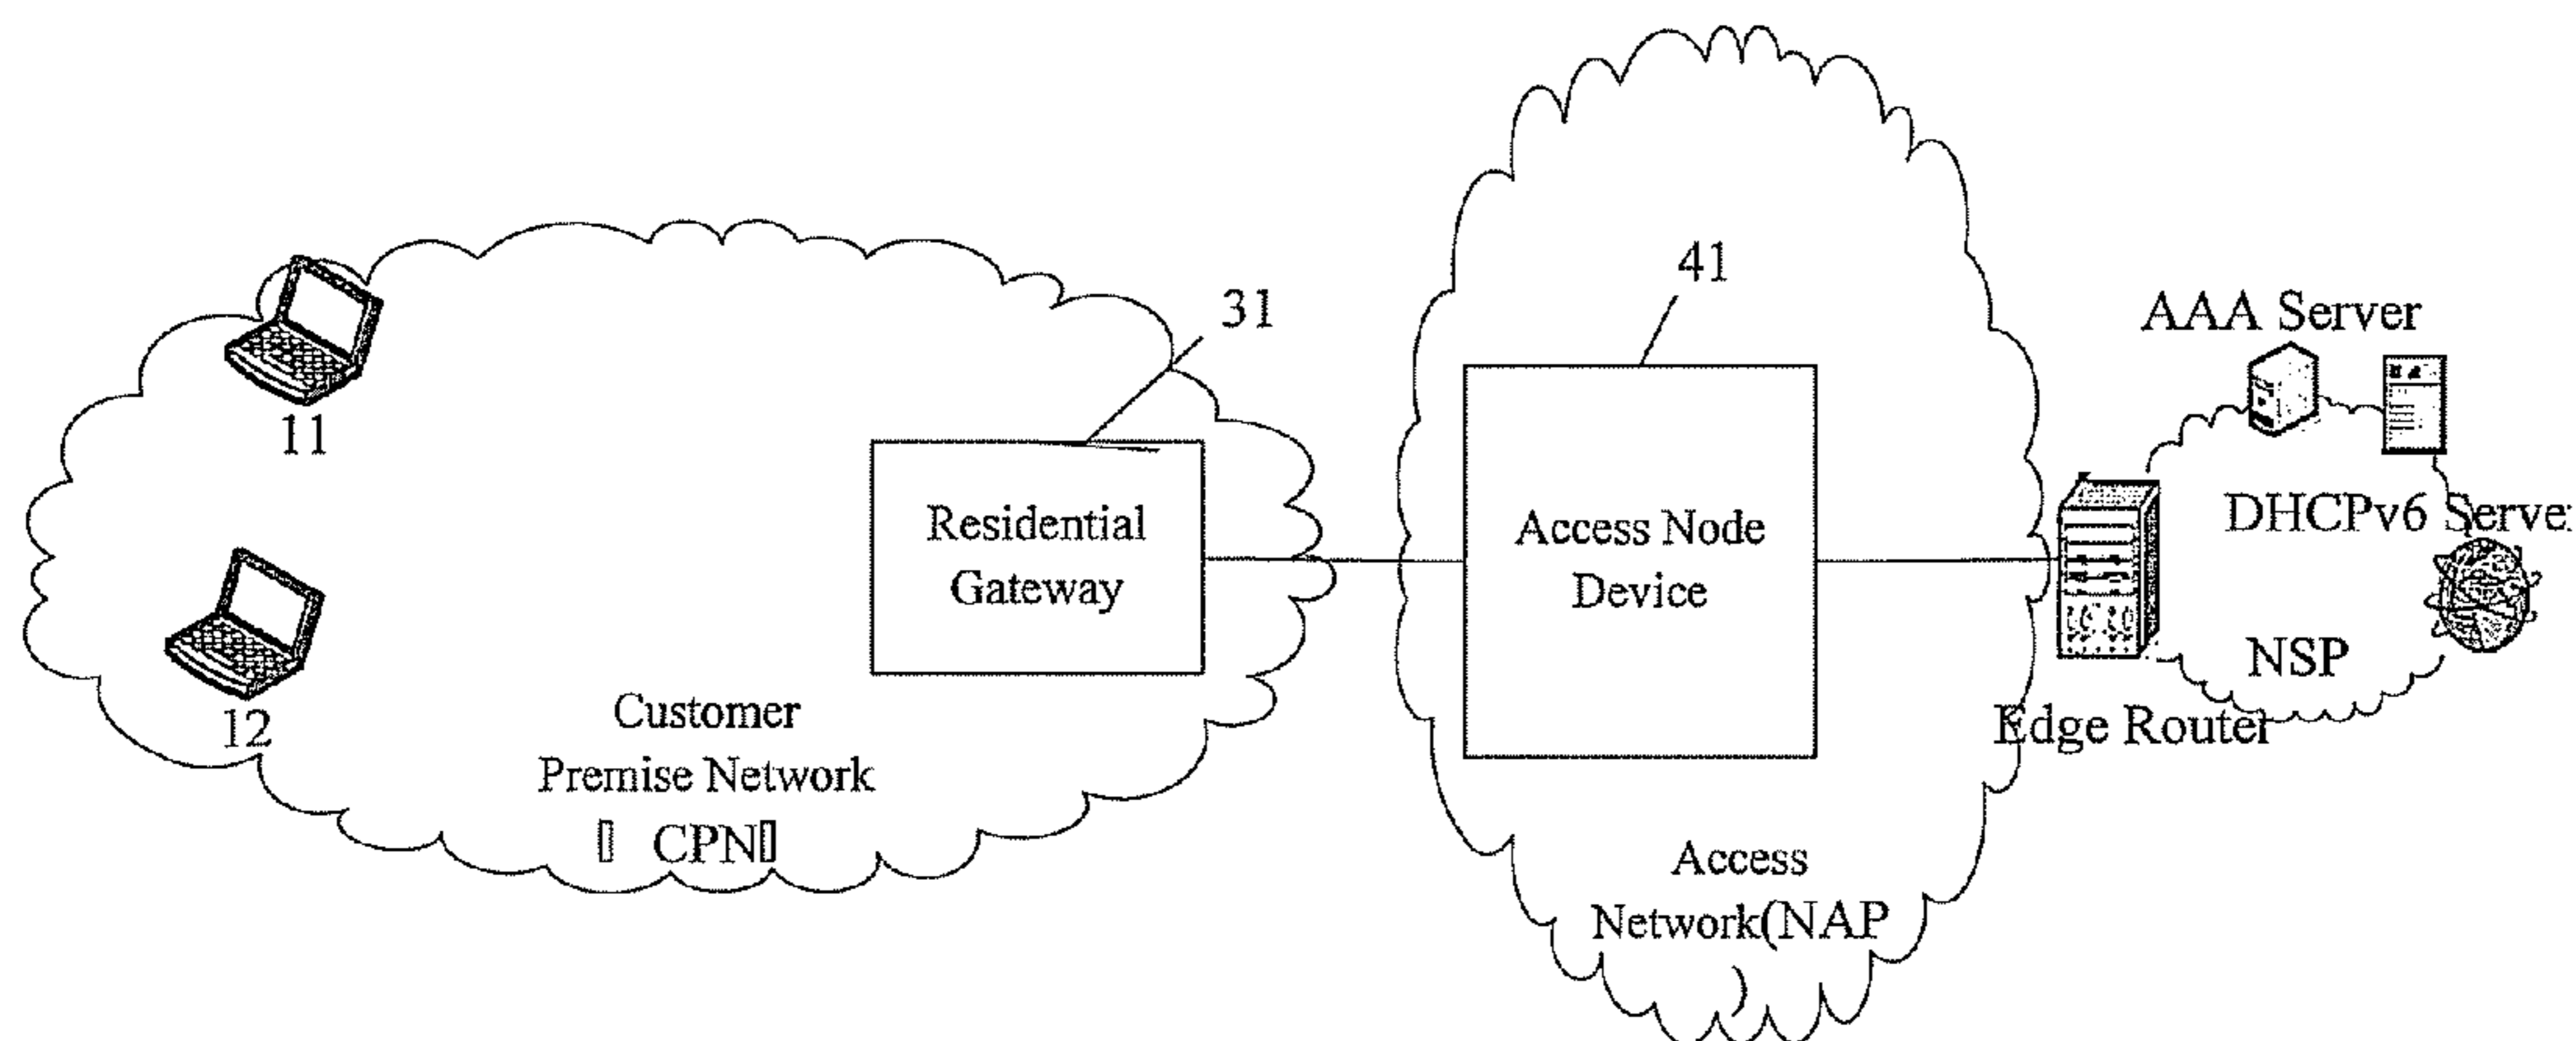 11
12
31
Residential
Gateway
Customer
Premise Network
CPN
41
Access Node
Device
Access
Network(NAP
)
AAA Server
DHCPv6 Serve
NSP
Edge Router